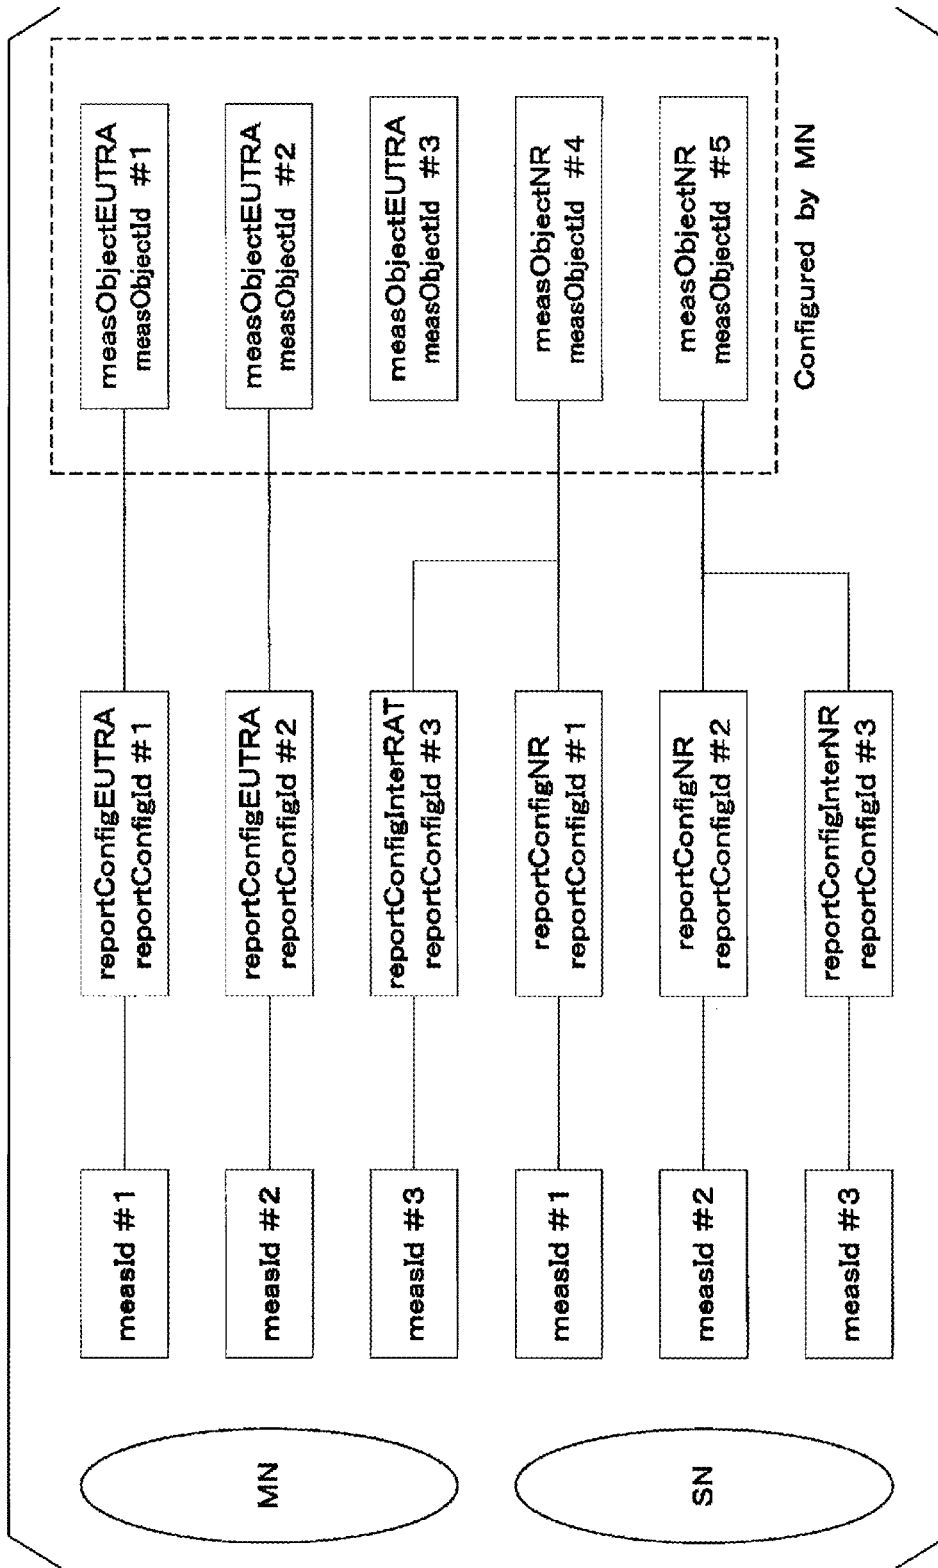 MN
measId #1
reportConfigEUTRA
reportConfigId #1
measObjectEUTRA
measObjectId #1
measId #2
reportConfigEUTRA
reportConfigId #2
measObjectEUTRA
measObjectId #2
measId #3
reportConfigInterRAT
reportConfigId #3
measObjectEUTRA
measObjectId #3
SN
measId #1
reportConfigNR
reportConfigId #1
measObjectNR
measObjectId #4
measId #2
reportConfigNR
reportConfigId #2
measObjectNR
measObjectId #5
measId #3
reportConfigInterNR
reportConfigId #3
Configured by MN